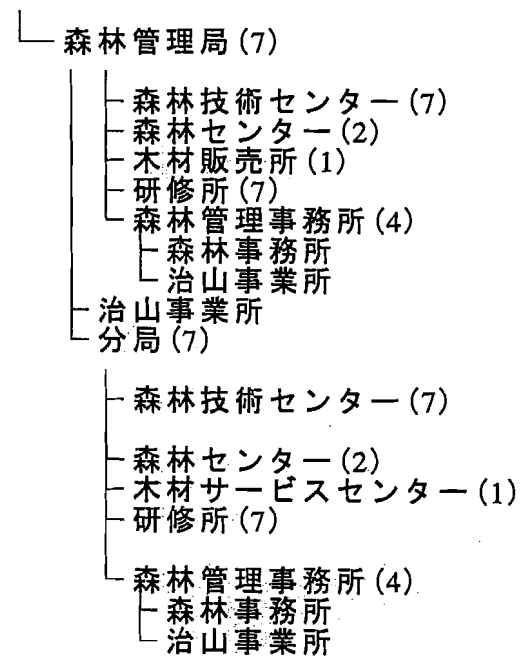 森林管理局(7)
森林技術センター(7)
森林センター(2)
木材販売所(1)
研修所(7)
森林管理事務所(4)
森林事務所
治山事業所
治山事業所
分局(7)
森林技術センター(7)
森林センター(2)
木材サービスセンター(1)
研修所(7)
森林管理事務所(4)
森林事務所
治山事業所